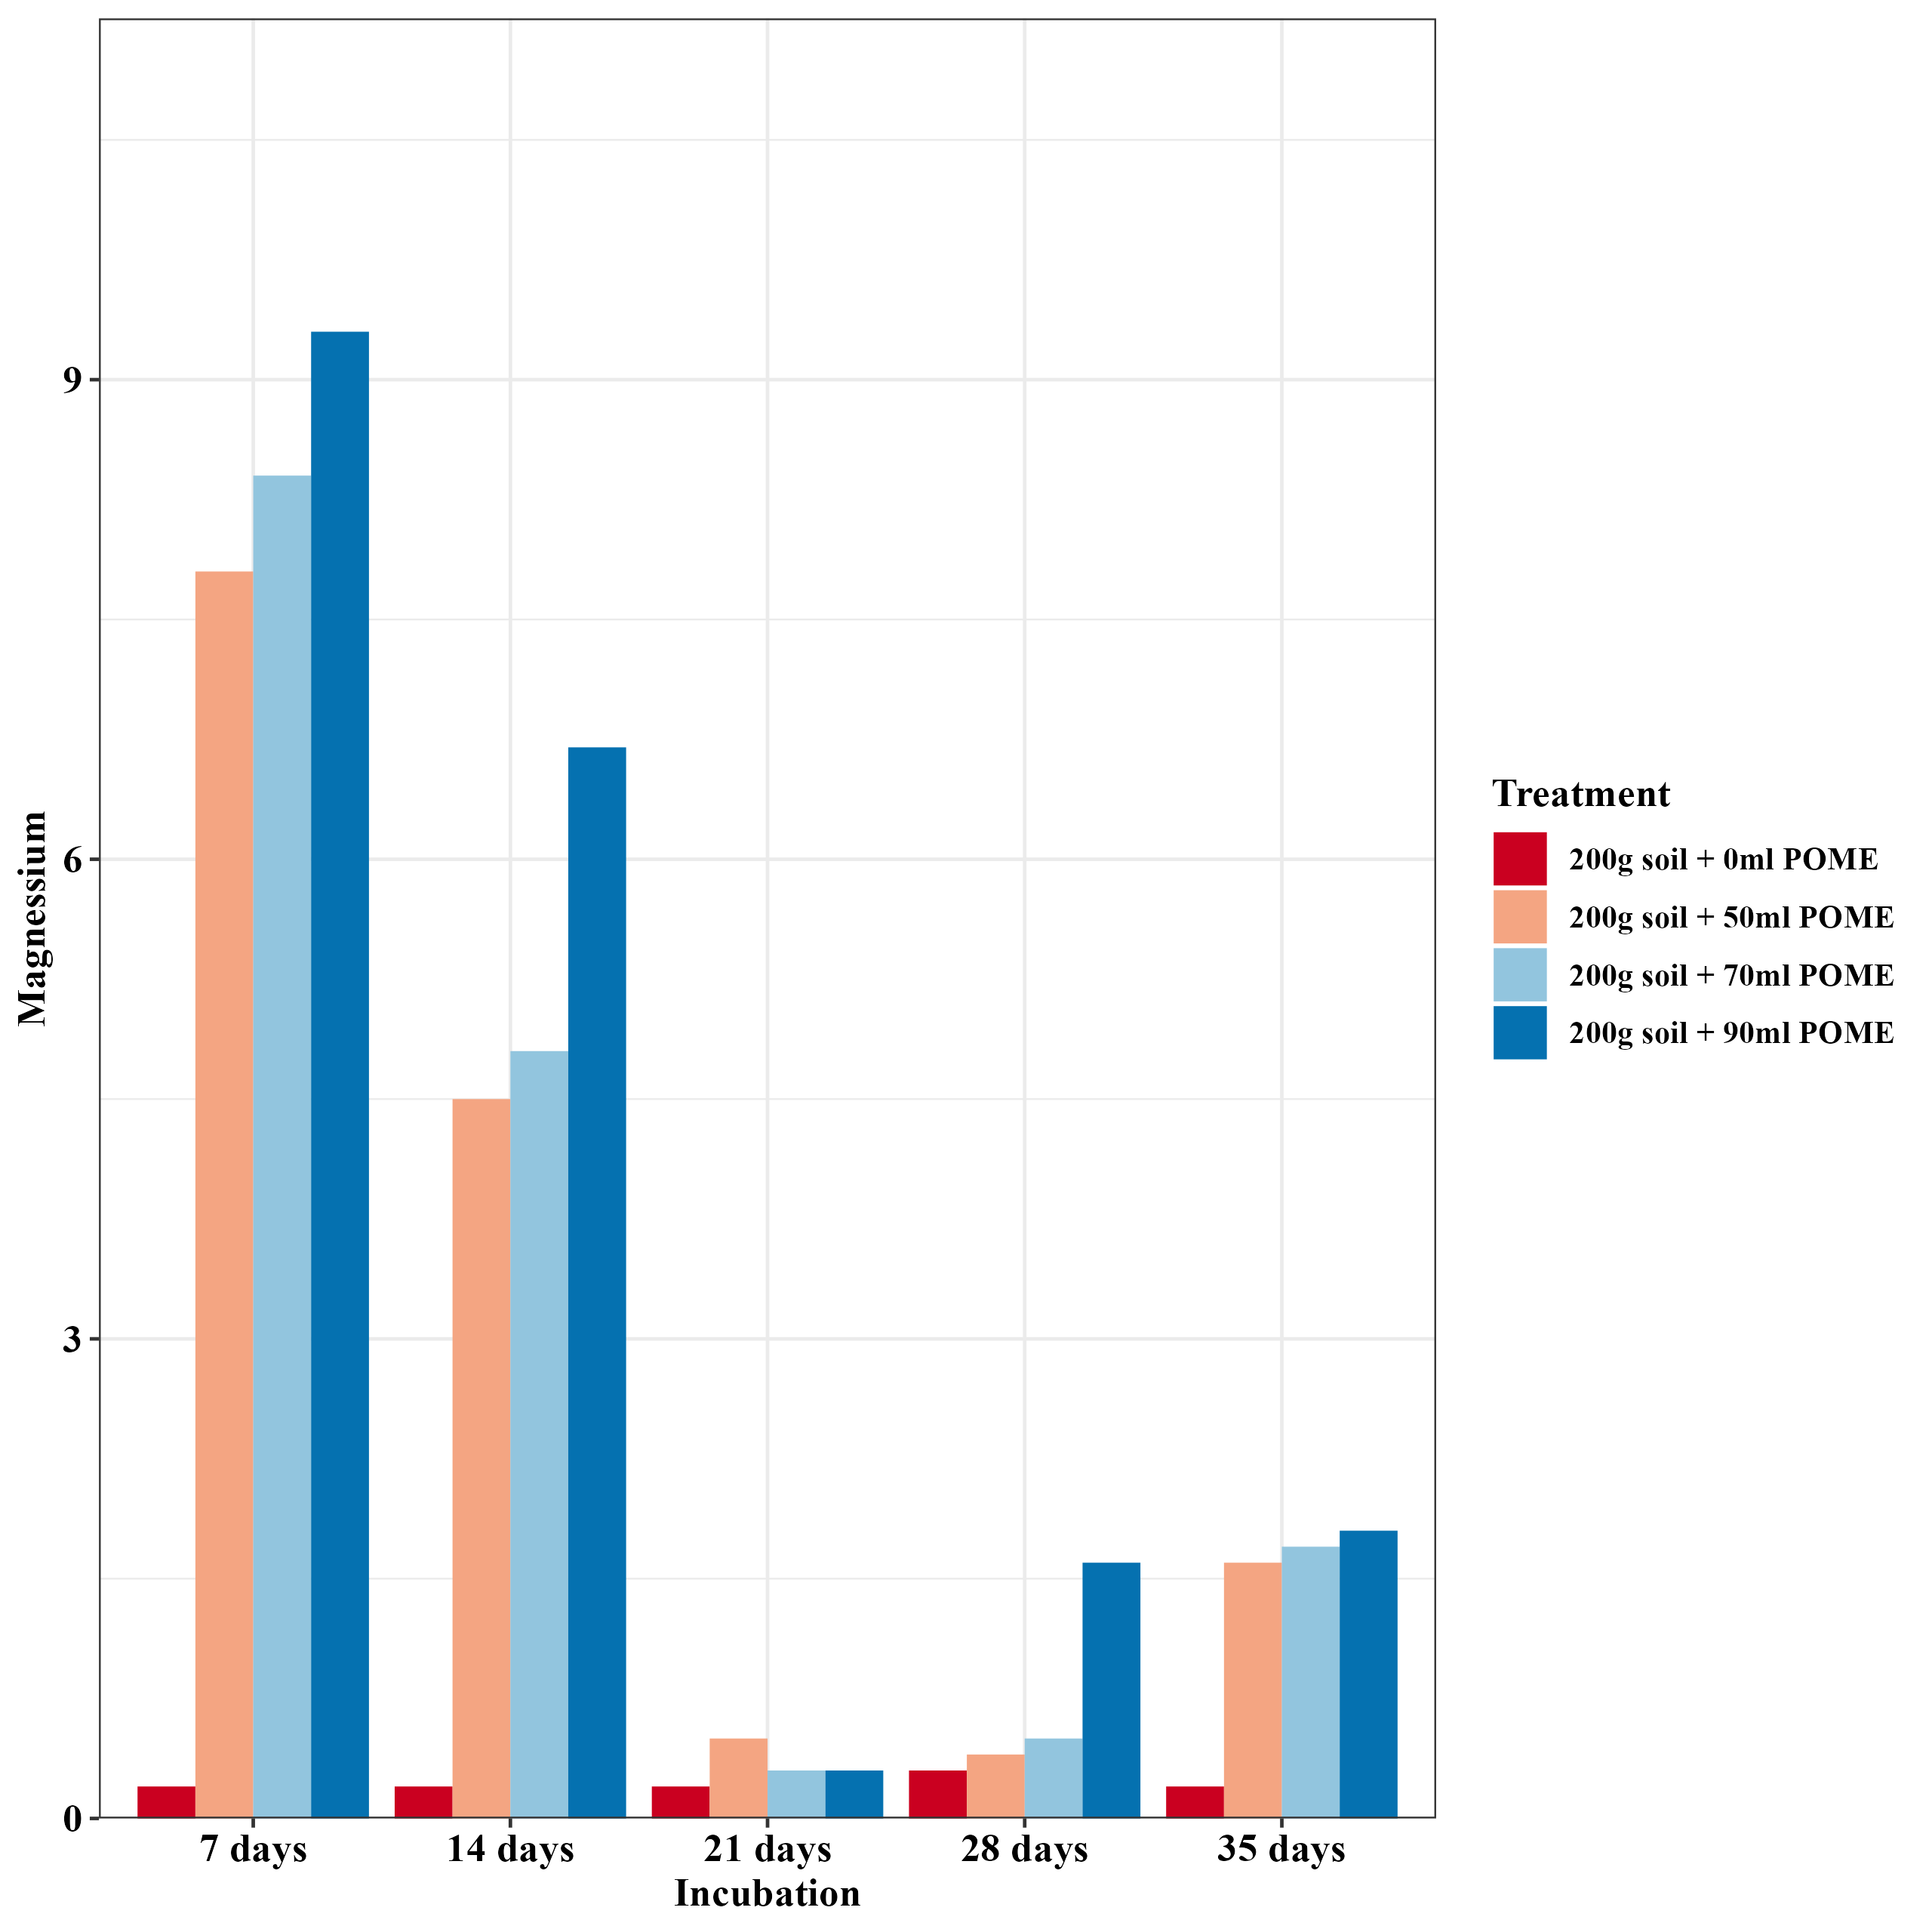 9
6
3
0
Magnessium
7 days
14 days
21 days
28 days
35 days
Incubation
Treatment
200g soil + 0ml POME
200g soil + 50ml POME
200g soil + 70ml POME
200g soil + 90ml POME